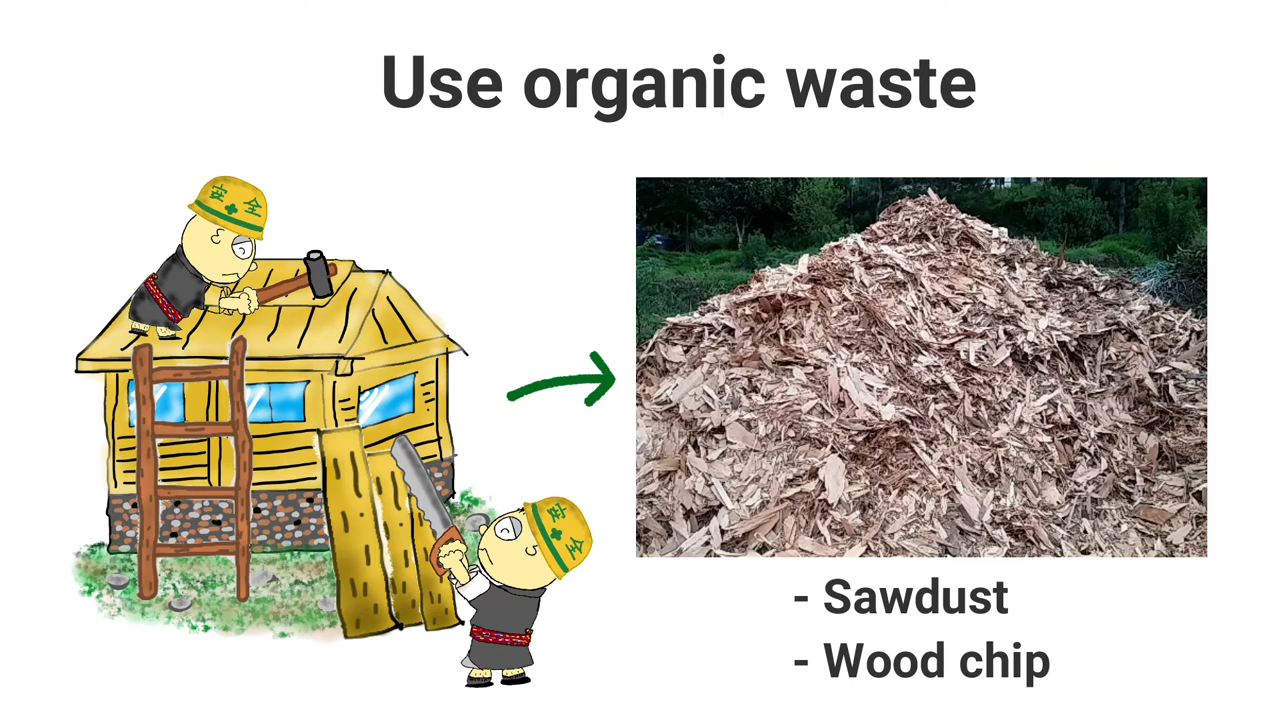 Use organic waste
安全
安全
- Sawdust
- Wood chip